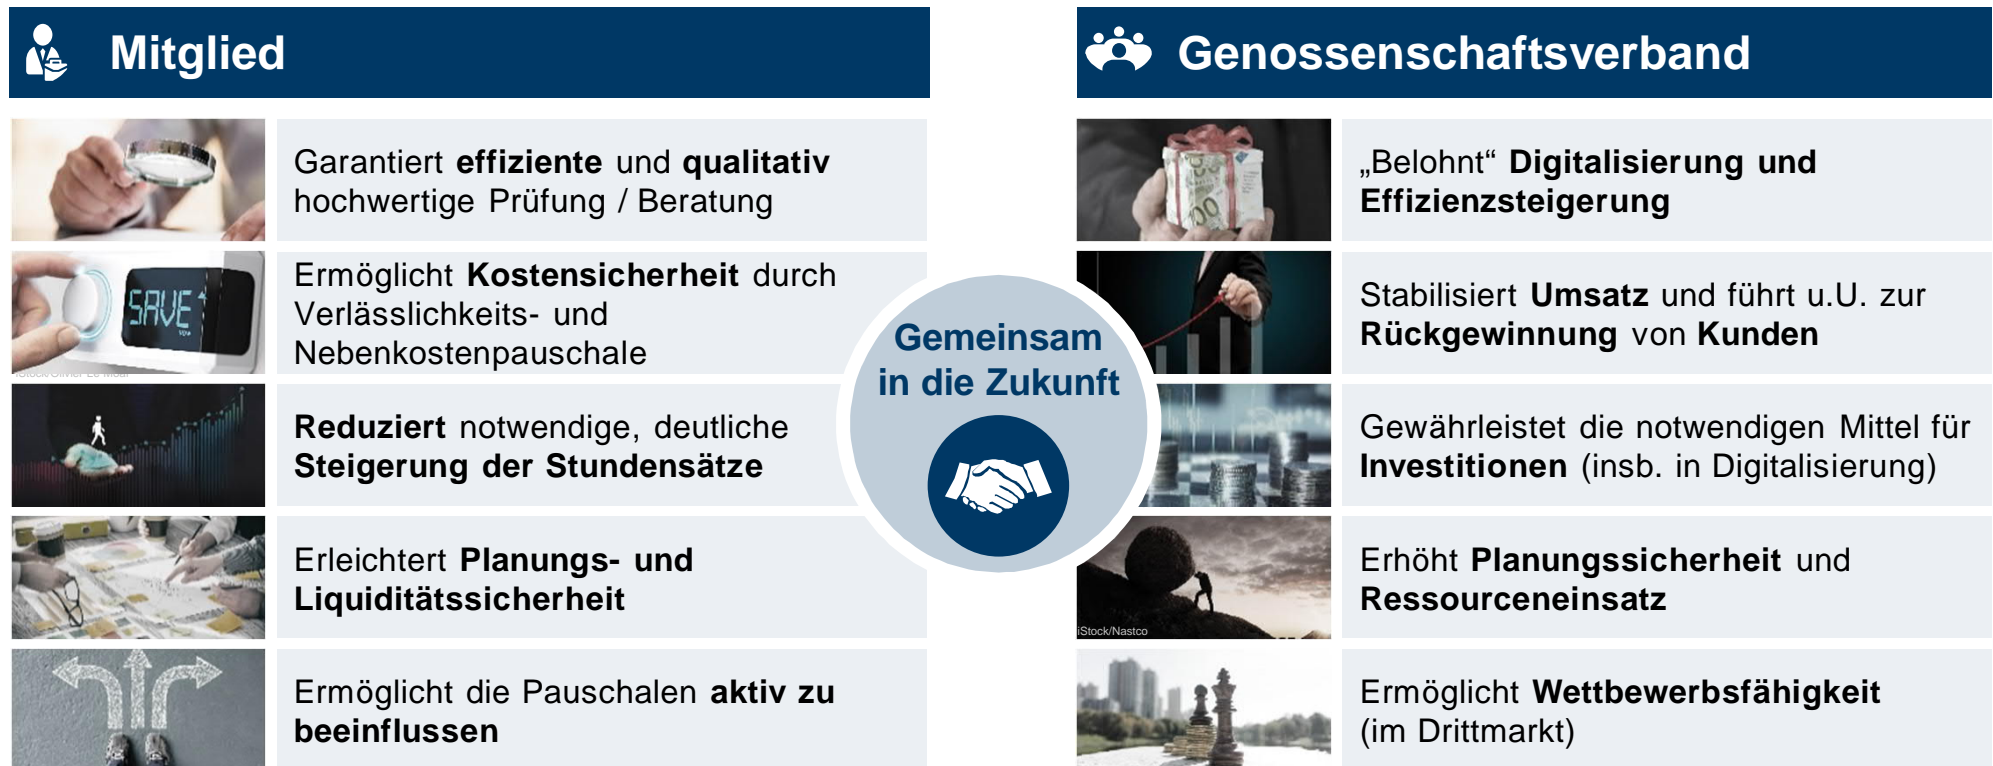 Mitglied
Garantiert effiziente und qualitativ
hochwertige Prüfung / Beratung
SAVE
Ermöglicht Kostensicherheit durch
Verlässlichkeits- und
Nebenkostenpauschale
Reduziert notwendige, deutliche
Steigerung der Stundensätze
Erleichtert Planungs- und
Liquiditätssicherheit
Ermöglicht die Pauschalen aktiv zu
beeinflussen
Gemeinsam
in die Zukunft
Genossenschaftsverband
100
„Belohnt“ Digitalisierung und
Effizienzsteigerung
Stabilisiert Umsatz und führt u.U. zur
Rückgewinnung von Kunden
Gewährleistet die notwendigen Mittel für
Investitionen (insb. in Digitalisierung)
iStock/Nastco
Erhöht Planungssicherheit und
Ressourceneinsatz
Ermöglicht Wettbewerbsfähigkeit
(im Drittmarkt)